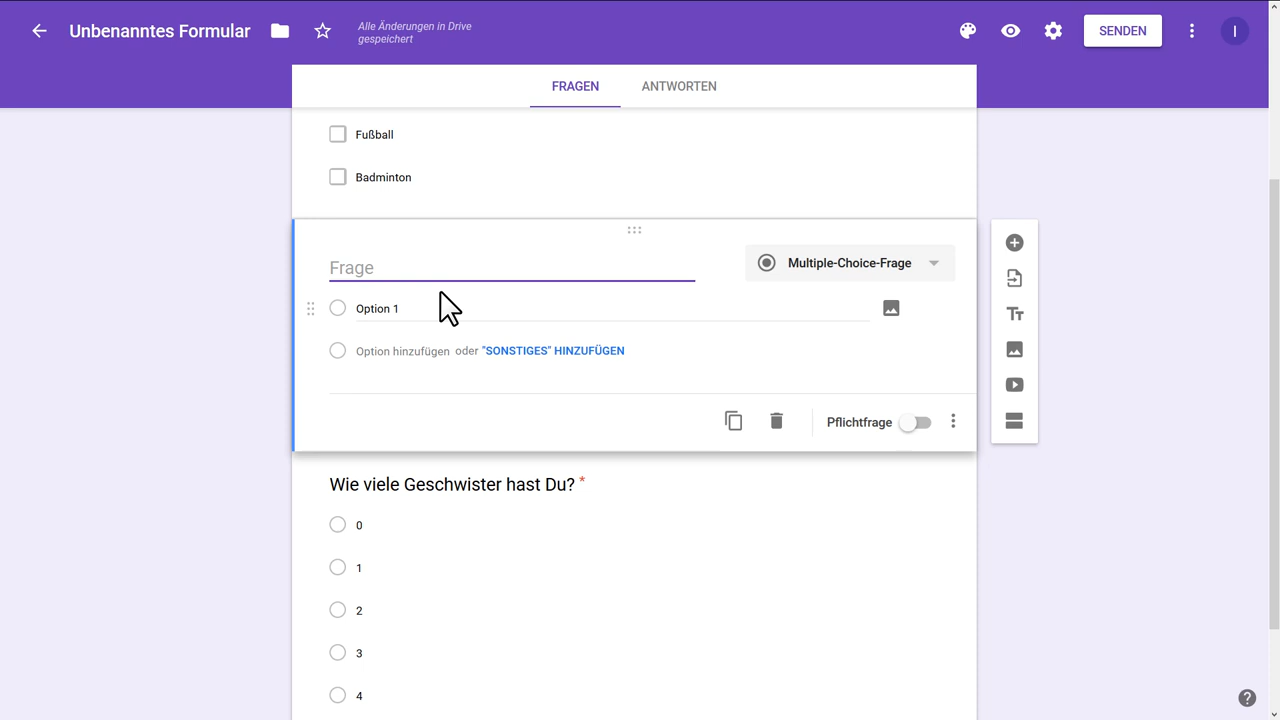 Unbenanntes Formular
Alle Änderungen in Drive
gespeichert
SENDEN
I
FRAGEN
ANTWORTEN
Fußball
Badminton
Frage
Multiple-Choice-Frage
Option 1
Option hinzufügen oder "SONSTIGES" HINZUFÜGEN
Pflichtfrage
Wie viele Geschwister hast Du? *
0
1
2
3
4